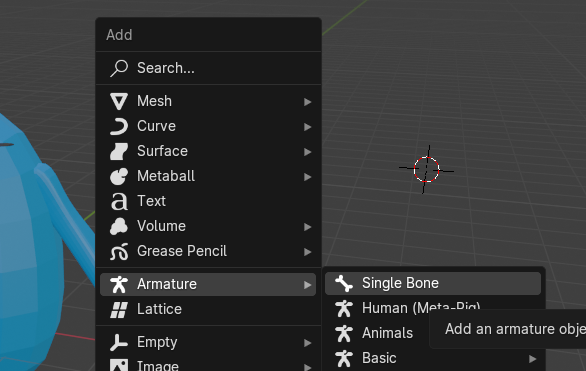 Add
Search...
Mesh
Curve
Surface
Metaball
Text
Volume
Grease Pencil
Armature
Lattice
Empty
Image
Single Bone
Human (Meta-Rig)
Animals
Basic
Add an armature obje